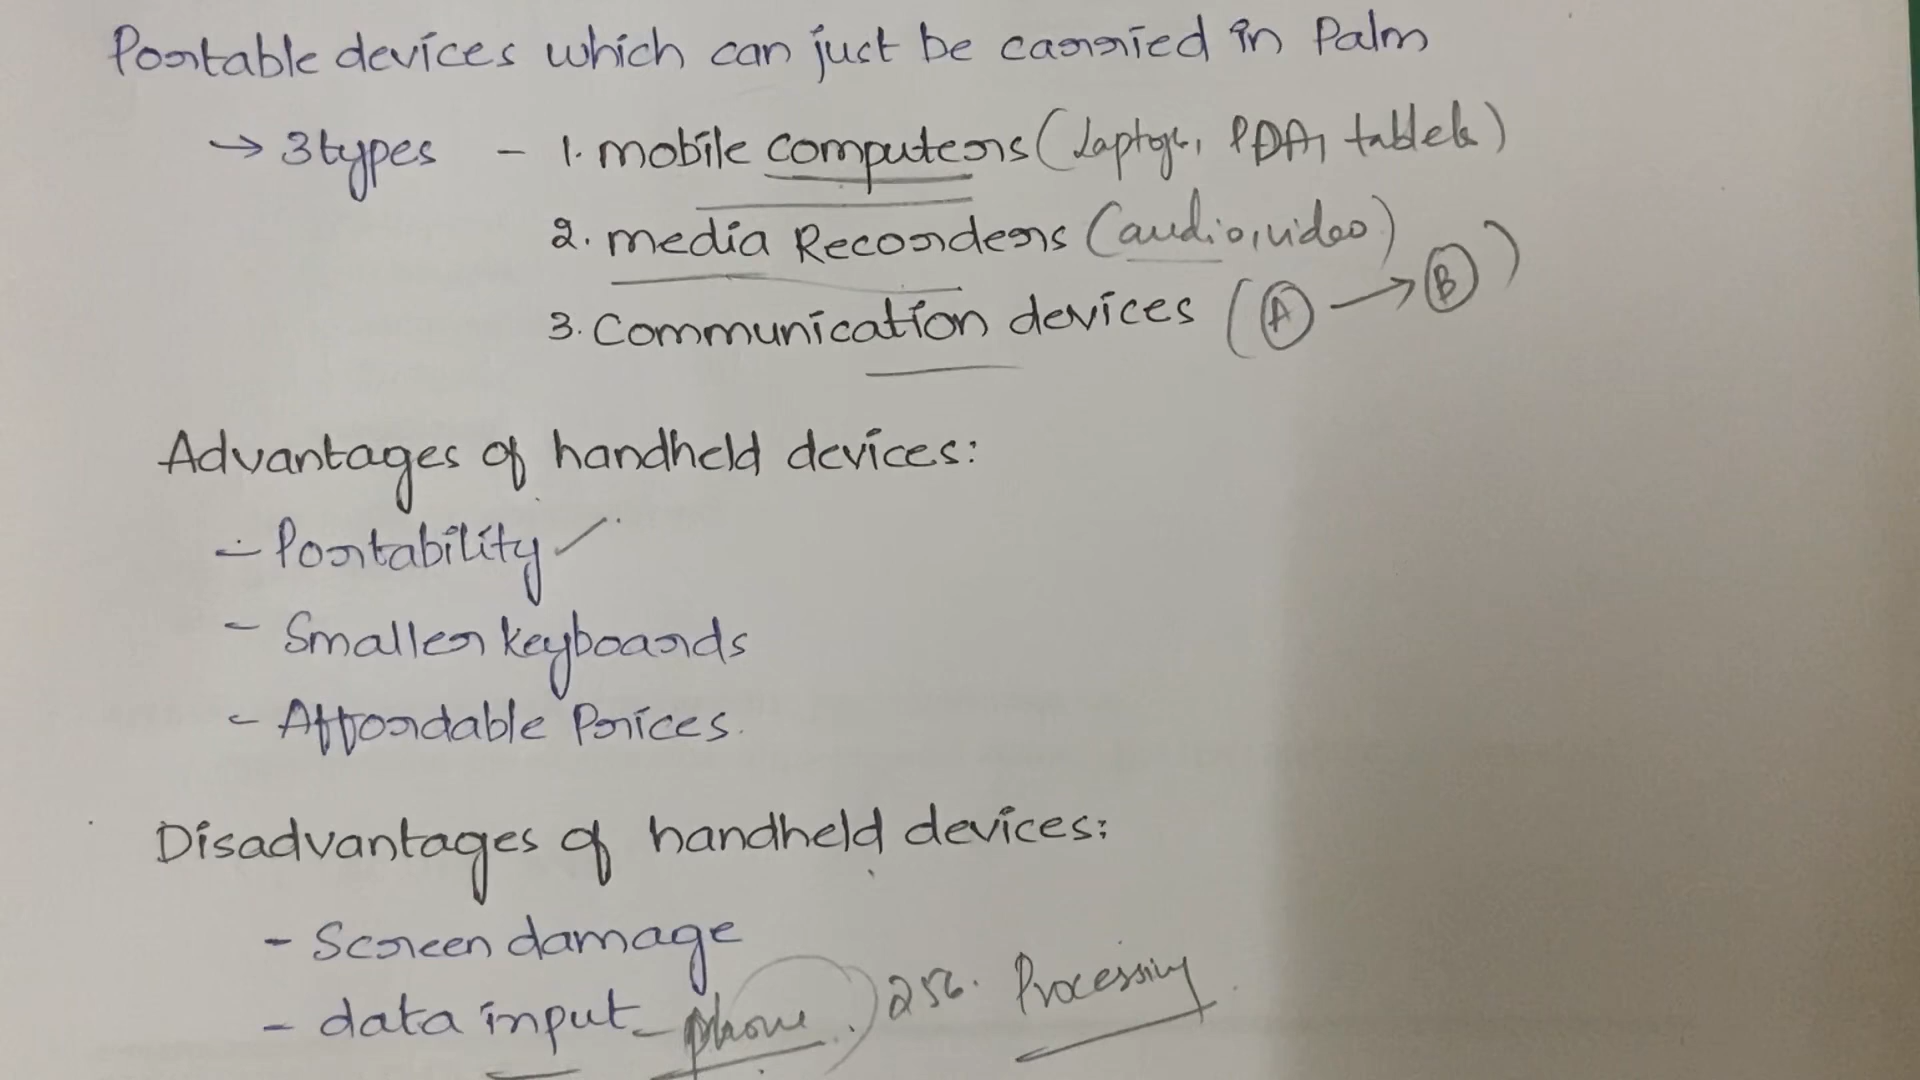 Portable devices which can just be carried in Palm
→ 3 types - 1. mobile computers (Laptops, PDA, tablets)
2. media Recorders (audio, video)
3. Communication devices (A → B)
Advantages of handheld devices:
- Portability ✓
- Smaller keyboards
- Affordable Prices.
Disadvantages of handheld devices:
- Screen damage
- data input - phone. ) 256. Processing